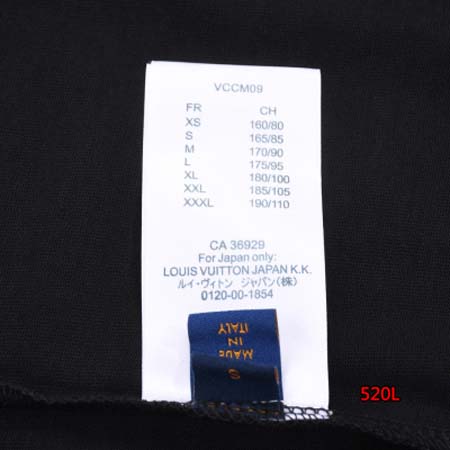 VCCM09
FR CH
XS 160/80
S 165/85
M 170/90
L 175/95
XL 180/100
XXL 185/105
XXXL 190/110
CA 36929
For Japan only:
LOUIS VUITTON JAPAN K.K.
ルイ・ヴィトン ジャパン(株)
0120-00-1854
MADE
IN
ITALY
S
520L